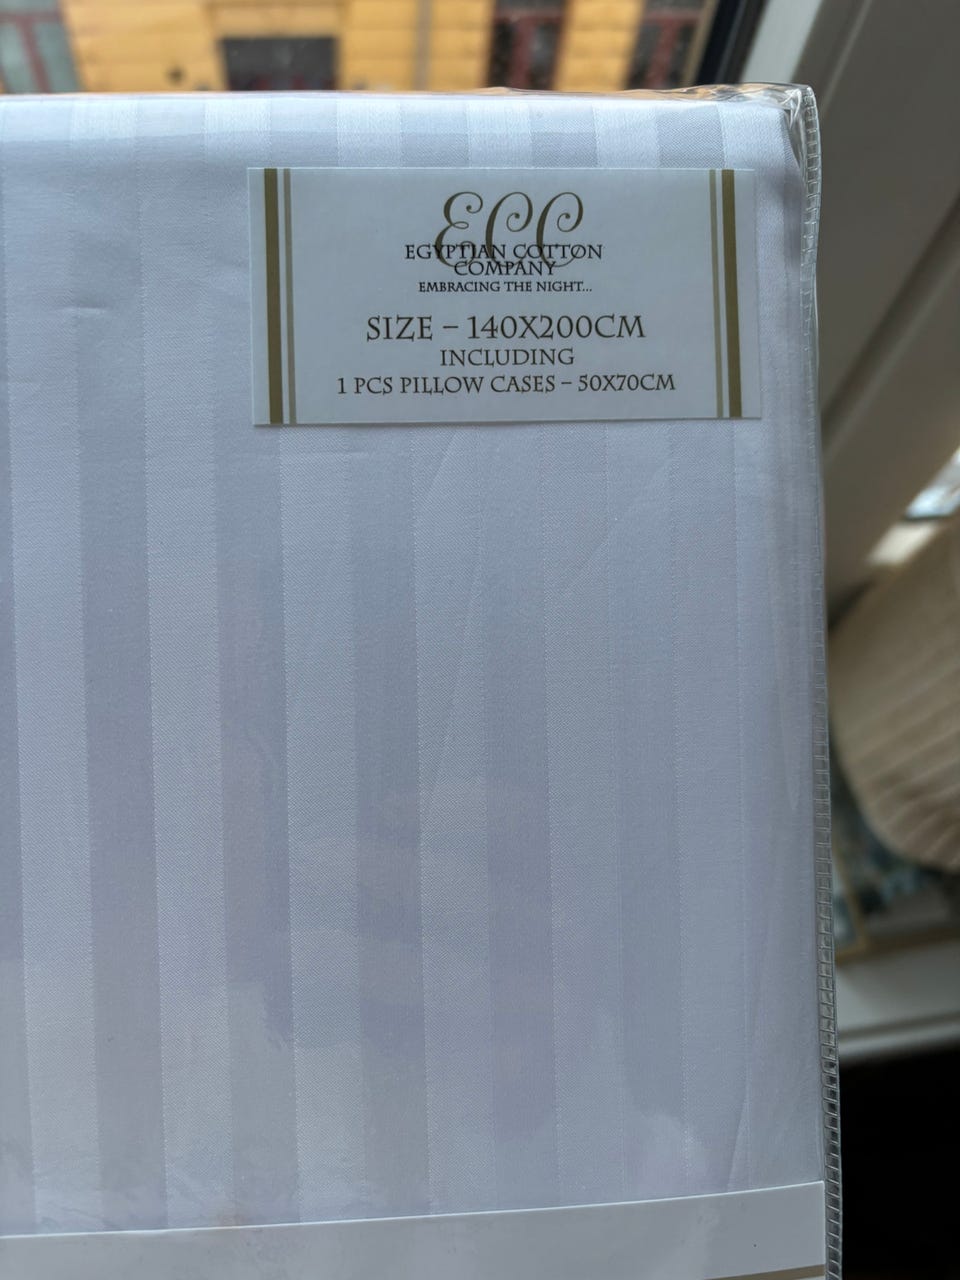 ECC
EGYPTIAN COTTON
COMPANY
EMBRACING THE NIGHT...
SIZE – 140X200CM
INCLUDING
1 PCS PILLOW CASES – 50X70CM